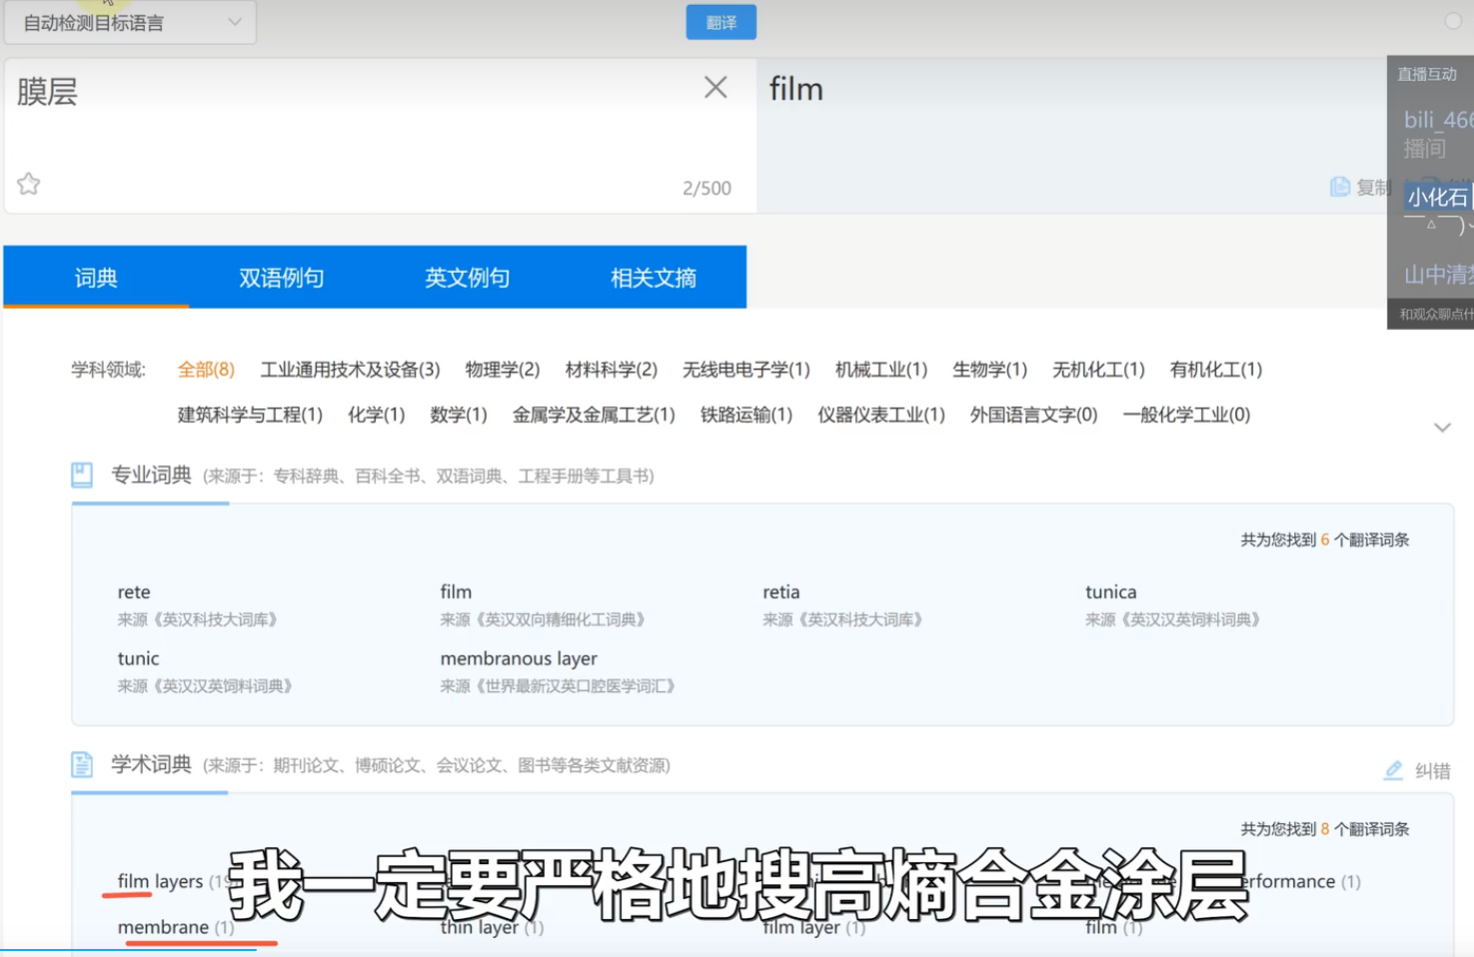 自动检测目标语言
翻译
膜层
film
2/500
复制
直播互动
bili_466
播间
小化石
山中清梦
和观众聊点什
词典 双语例句 英文例句 相关文摘
学科领域: 全部(8) 工业通用技术及设备(3) 物理学(2) 材料科学(2) 无线电电子学(1) 机械工业(1) 生物学(1) 无机化工(1) 有机化工(1)
建筑科学与工程(1) 化学(1) 数学(1) 金属学及金属工艺(1) 铁路运输(1) 仪器仪表工业(1) 外国语言文字(0) 一般化学工业(0)
专业词典 (来源于: 专科辞典、百科全书、双语词典、工程手册等工具书)
共为您找到 6 个翻译词条
rete film retia tunica
来源《英汉科技大词库》 来源《英汉双向精细化工词典》 来源《英汉科技大词库》 来源《英汉汉英饲料词典》
tunic membranous layer
来源《英汉汉英饲料词典》 来源《世界最新汉英口腔医学词汇》
学术词典 (来源于: 期刊论文、博硕论文、会议论文、图书等各类文献资源)
纠错
共为您找到 8 个翻译词条
film layers erformance (1)
我一定要严格地搜高熵合金涂层
membrane (1) thin layer (1) film layer (1) film (1)